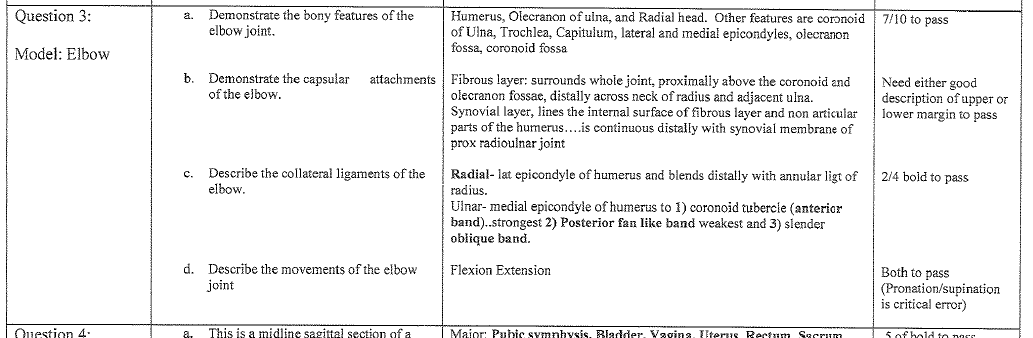 Question 3:
Model: Elbow
a. Demonstrate the bony features of the
elbow joint.
Humerus, Olecranon of ulna, and Radial head. Other features are coronoid
of Ulna, Trochlea, Capitulum, lateral and medial epicondyles, olecranon
fossa, coronoid fossa
7/10 to pass
b. Demonstrate the capsular attachments
of the elbow.
Fibrous layer: surrounds whole joint, proximally above the coronoid and
olecranon fossae, distally across neck of radius and adjacent ulna.
Synovial layer, lines the internal surface of fibrous layer and non articular
parts of the humerus....is continuous distally with synovial membrane of
prox radioulnar joint
Need either good
description of upper or
lower margin to pass
c. Describe the collateral ligaments of the
elbow.
Radial- lat epicondyle of humerus and blends distally with annular ligt of
radius.
Ulnar- medial epicondyle of humerus to 1) coronoid tubercle (anterior
band)..strongest 2) Posterior fan like band weakest and 3) slender
oblique band.
2/4 bold to pass
d. Describe the movements of the elbow
joint
Flexion Extension
Both to pass
(Pronation/supination
is critical error)
Question 4:
a. This is a midline sagittal section of a
Major: Pubic symphysis, Bladder, Vagina, Uterus, Rectum, Sacrum
5 of bold to pass